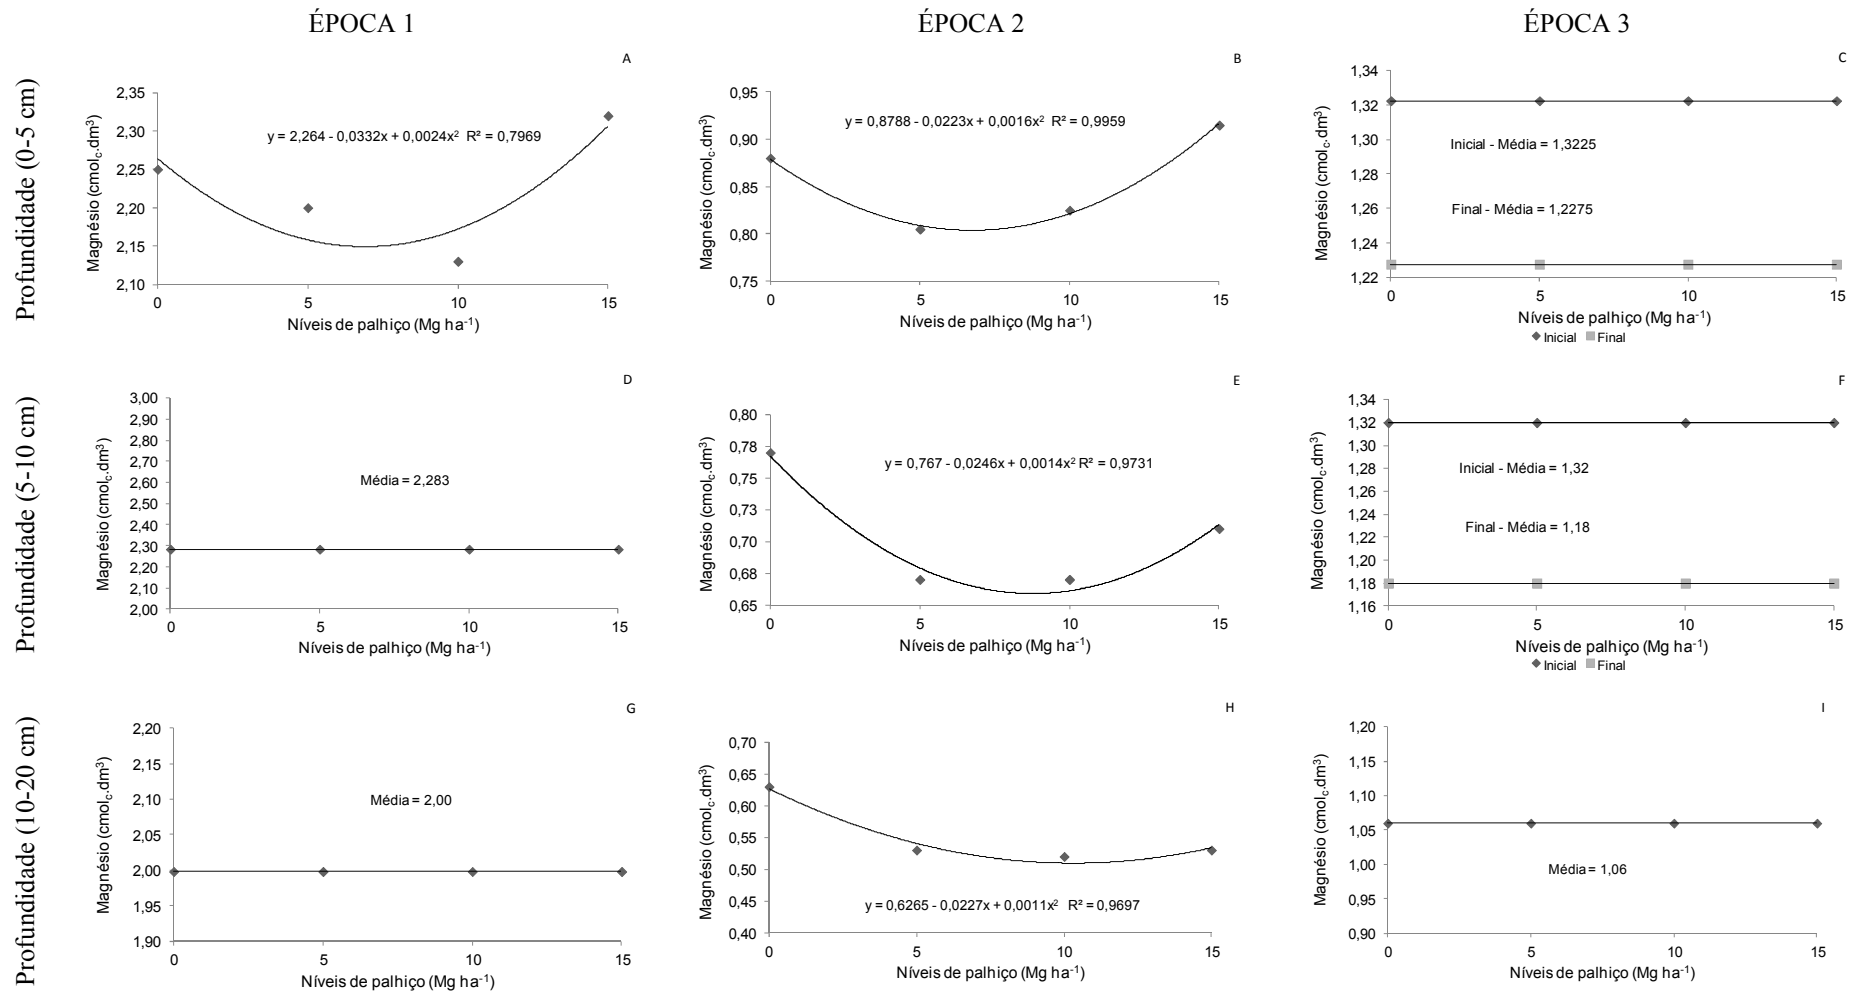 ÉPOCA 1
ÉPOCA 2
ÉPOCA 3
Profundidade (0-5 cm)
A
Magnésio (cmolc.dm³)
2,35
2,30
2,25
2,20
2,15
2,10
y = 2,264 - 0,0332x + 0,0024x² R² = 0,7969
0 5 10 15
Níveis de palhiço (Mg ha⁻¹)
B
Magnésio (cmolc.dm³)
0,95
0,90
0,85
0,80
0,75
y = 0,8788 - 0,0223x + 0,0016x² R² = 0,9959
0 5 10 15
Níveis de palhiço (Mg ha⁻¹)
C
Magnésio (cmolc.dm³)
1,34
1,32
1,30
1,28
1,26
1,24
1,22
Inicial - Média = 1,3225
Final - Média = 1,2275
0 5 10 15
Níveis de palhiço (Mg ha⁻¹)
Inicial Final
Profundidade (5-10 cm)
D
Magnésio (cmolc.dm³)
3,00
2,90
2,80
2,70
2,60
2,50
2,40
2,30
2,20
2,10
2,00
Média = 2,283
0 5 10 15
Níveis de palhiço (Mg ha⁻¹)
E
Magnésio (cmolc.dm³)
0,80
0,78
0,75
0,73
0,70
0,68
0,65
y = 0,767 - 0,0246x + 0,0014x² R² = 0,9731
0 5 10 15
Níveis de palhiço (Mg ha⁻¹)
F
Magnésio (cmolc.dm³)
1,34
1,32
1,30
1,28
1,26
1,24
1,22
1,20
1,18
1,16
Inicial - Média = 1,32
Final - Média = 1,18
0 5 10 15
Níveis de palhiço (Mg ha⁻¹)
Inicial Final
Profundidade (10-20 cm)
G
Magnésio (cmolc.dm³)
2,20
2,15
2,10
2,05
2,00
1,95
1,90
Média = 2,00
0 5 10 15
Níveis de palhiço (Mg ha⁻¹)
H
Magnésio (cmolc.dm³)
0,70
0,65
0,60
0,55
0,50
0,45
0,40
y = 0,6265 - 0,0227x + 0,0011x² R² = 0,9697
0 5 10 15
Níveis de palhiço (Mg ha⁻¹)
I
Magnésio (cmolc.dm³)
1,20
1,15
1,10
1,05
1,00
0,95
0,90
Média = 1,06
0 5 10 15
Níveis de palhiço (Mg ha⁻¹)